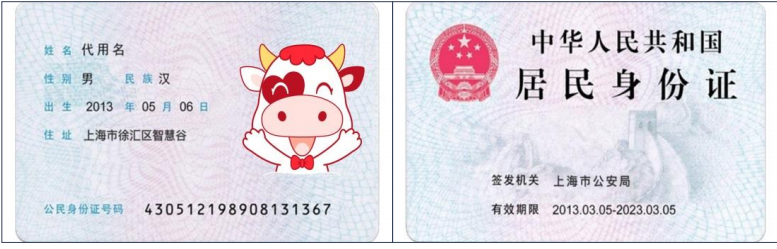 姓名 代用名
性别 男 民族 汉
出生 2013 年 05 月 06 日
住址 上海市徐汇区智慧谷
公民身份证号码 430512198908131367
中华人民共和国
居民身份证
签发机关 上海市公安局
有效期限 2013.03.05-2023.03.05